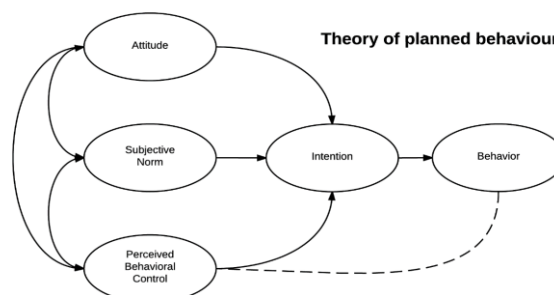 Theory of planned behaviour
Attitude
Subjective
Norm
Intention
Behavior
Perceived
Behavioral
Control